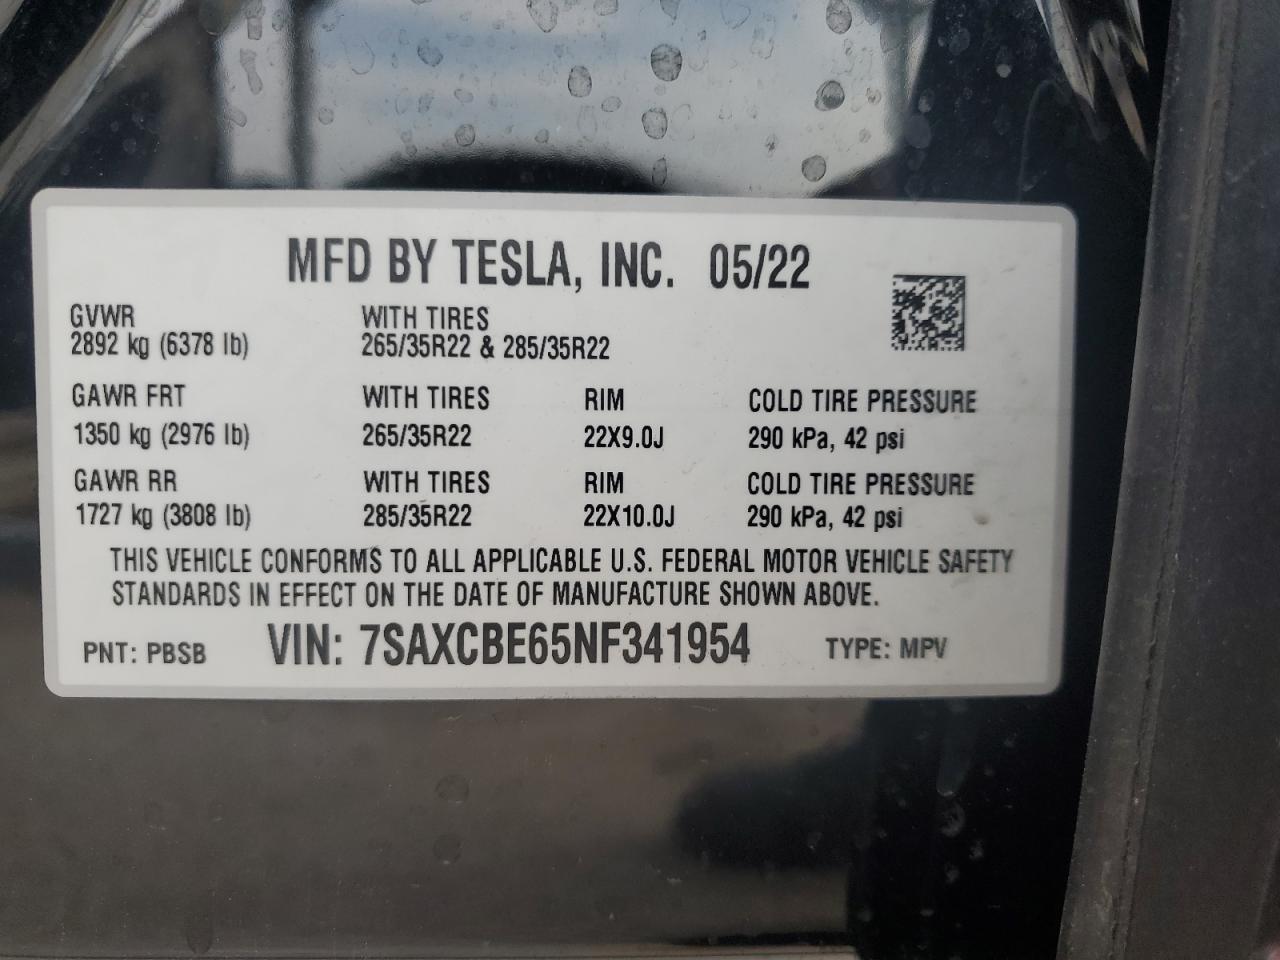 MFD BY TESLA, INC. 05/22
GVWR WITH TIRES
2892 kg (6378 lb) 265/35R22 & 285/35R22
GAWR FRT WITH TIRES RIM COLD TIRE PRESSURE
1350 kg (2976 lb) 265/35R22 22X9.0J 290 kPa, 42 psi
GAWR RR WITH TIRES RIM COLD TIRE PRESSURE
1727 kg (3808 lb) 285/35R22 22X10.0J 290 kPa, 42 psi
THIS VEHICLE CONFORMS TO ALL APPLICABLE U.S. FEDERAL MOTOR VEHICLE SAFETY
STANDARDS IN EFFECT ON THE DATE OF MANUFACTURE SHOWN ABOVE.
PNT: PBSB VIN: 7SAXCBE65NF341954 TYPE: MPV